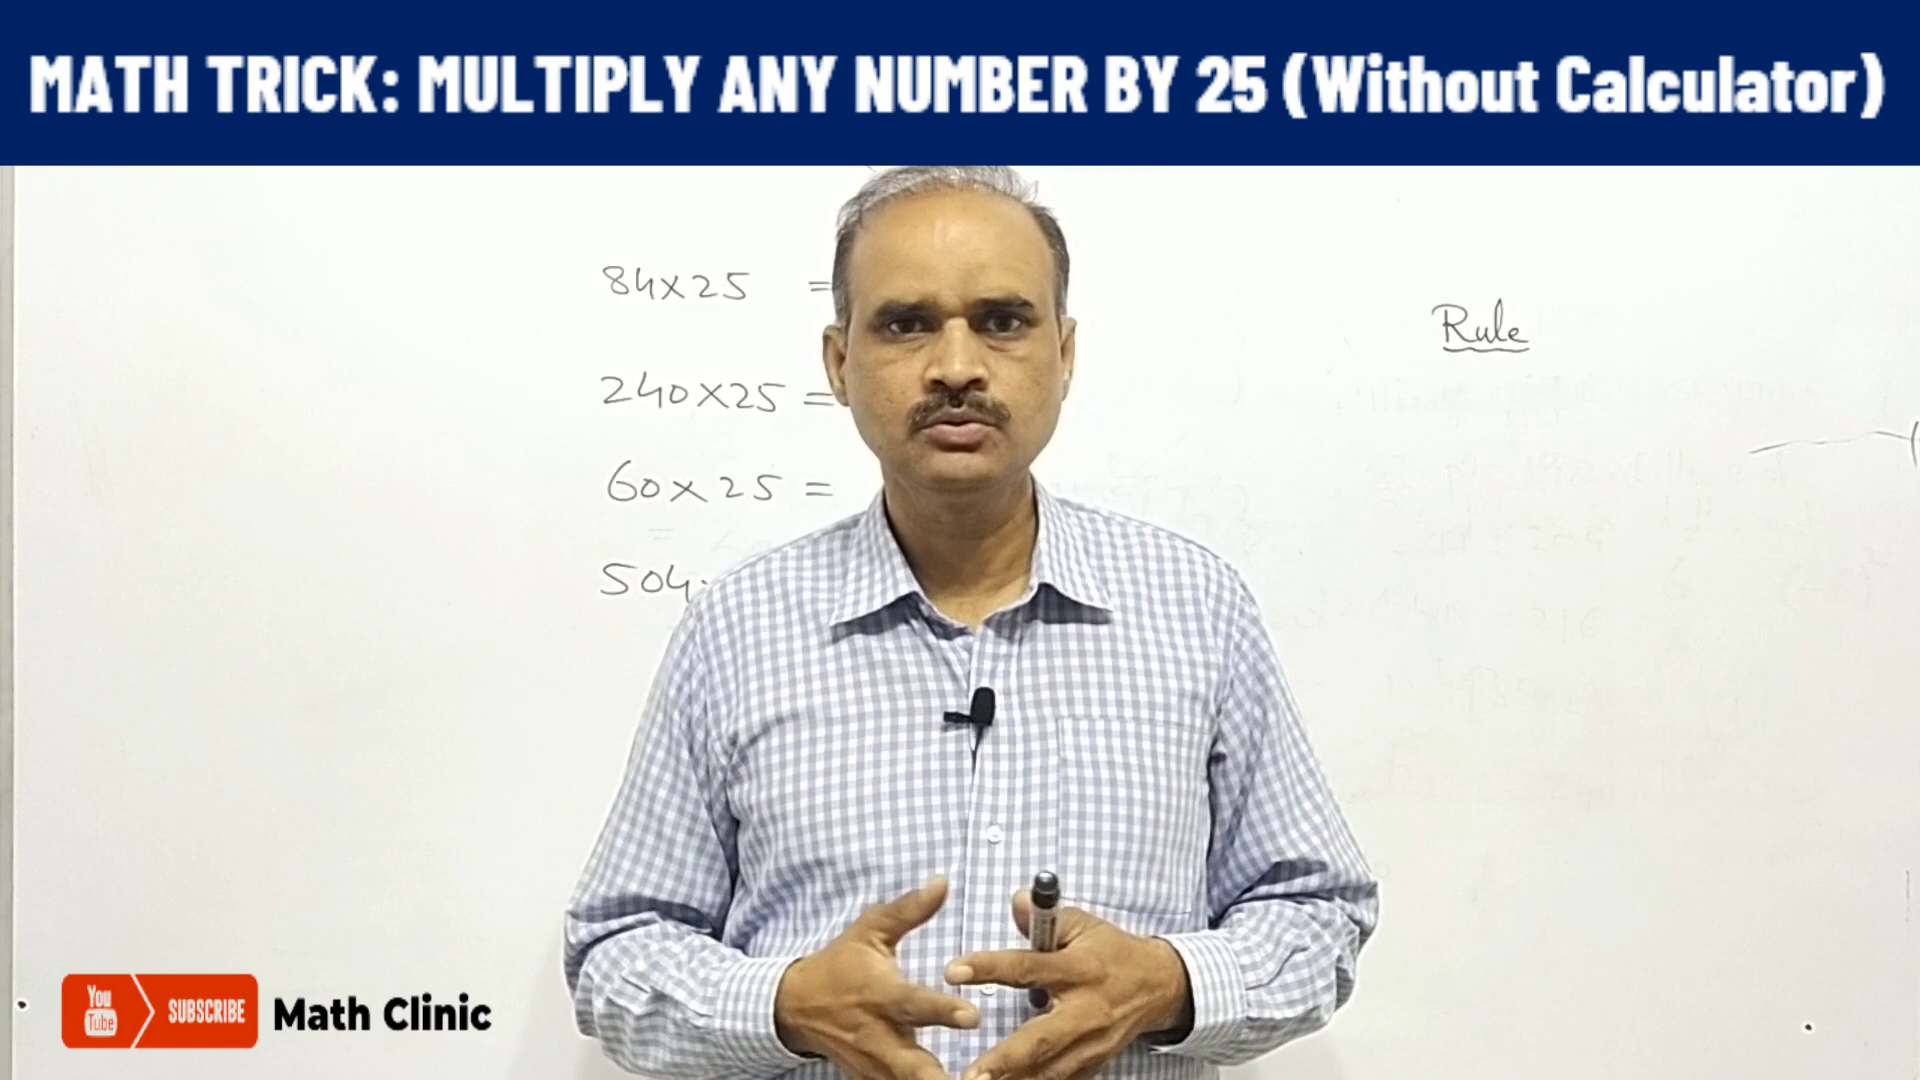 MATH TRICK: MULTIPLY ANY NUMBER BY 25 (Without Calculator)
84x25 =
Rule
240x25 =
60x25 =
504
You Tube SUBSCRIBE Math Clinic